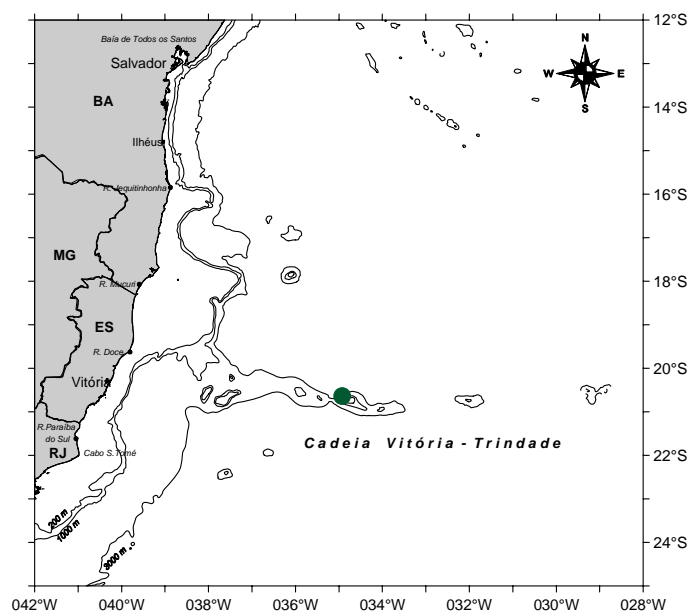 12°S
Baía de Todos os Santos
Salvador
N
W
E
S
BA
14°S
Ilhéus
R. Jequitinhonha
16°S
MG
R. Mucuri
18°S
ES
R. Doce
20°S
Vitória
R.Paraíba
do Sul
RJ
Cabo S.Tomé
Cadeia Vitória - Trindade
22°S
200 m
1000 m
3000 m
24°S
042°W
040°W
038°W
036°W
034°W
032°W
030°W
028°W